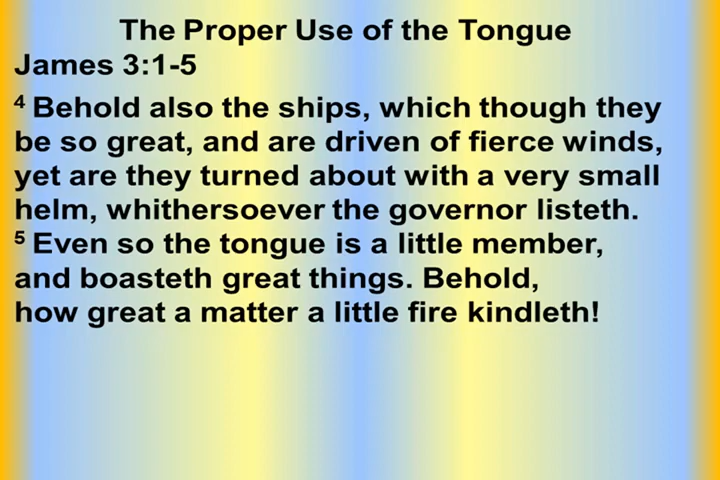 The Proper Use of the Tongue
James 3:1-5
4 Behold also the ships, which though they
be so great, and are driven of fierce winds,
yet are they turned about with a very small
helm, whithersoever the governor listeth.
5 Even so the tongue is a little member,
and boasteth great things. Behold,
how great a matter a little fire kindleth!